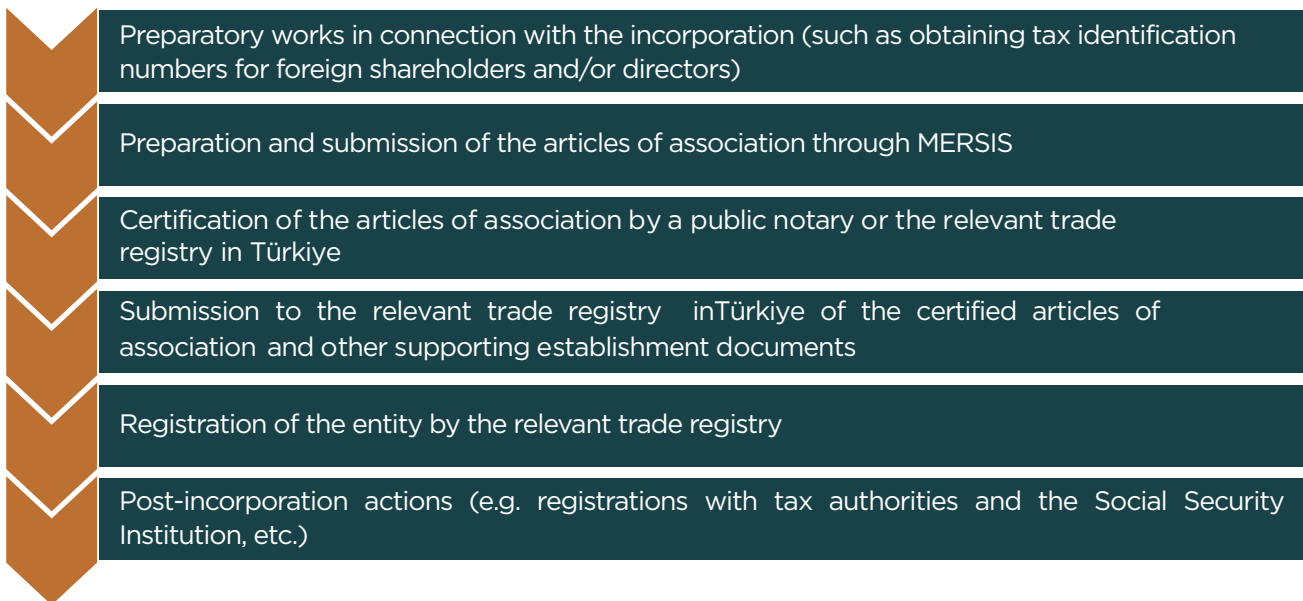 Preparatory works in connection with the incorporation (such as obtaining tax identification
numbers for foreign shareholders and/or directors)
Preparation and submission of the articles of association through MERSIS
Certification of the articles of association by a public notary or the relevant trade
registry in Türkiye
Submission to the relevant trade registry inTürkiye of the certified articles of
association and other supporting establishment documents
Registration of the entity by the relevant trade registry
Post-incorporation actions (e.g. registrations with tax authorities and the Social Security
Institution, etc.)